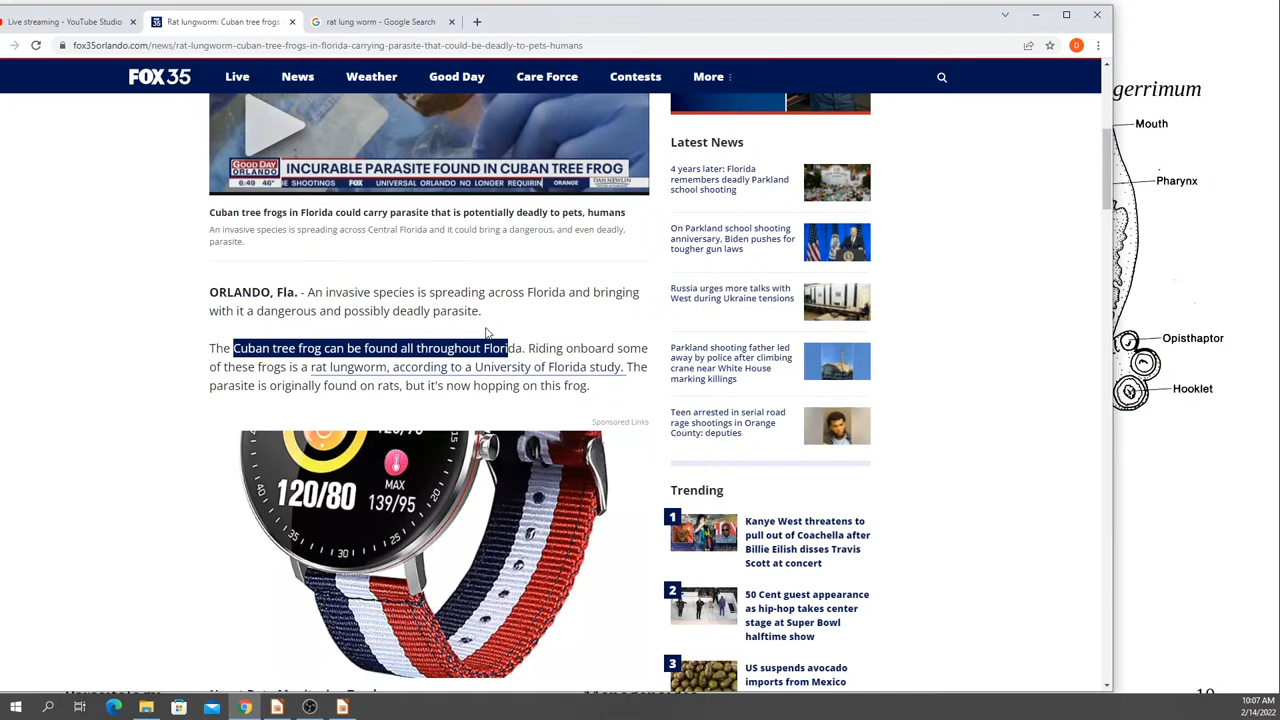 Live streaming - YouTube Studio
Rat lungworm: Cuban tree frogs
rat lung worm - Google Search
fox35orlando.com/news/rat-lungworm-cuban-tree-frogs-in-florida-carrying-parasite-that-could-be-deadly-to-pets-humans
D
FOX 35 Live News Weather Good Day Care Force Contests More
GOOD DAY
ORLANDO
INCURABLE PARASITE FOUND IN CUBAN TREE FROG
6:49 46° E SHOOTINGS FOX UNIVERSAL ORLANDO NO LONGER REQUIRIN ORANGE DAN NEWLIN
Cuban tree frogs in Florida could carry parasite that is potentially deadly to pets, humans
An invasive species is spreading across Central Florida and it could bring a dangerous, and even deadly,
parasite.
ORLANDO, Fla. - An invasive species is spreading across Florida and bringing
with it a dangerous and possibly deadly parasite.
The Cuban tree frog can be found all throughout Florida. Riding onboard some
of these frogs is a rat lungworm, according to a University of Florida study. The
parasite is originally found on rats, but it's now hopping on this frog.
Sponsored Links
120/80
MAX
139/95
Latest News
4 years later: Florida
remembers deadly Parkland
school shooting
On Parkland school shooting
anniversary, Biden pushes for
tougher gun laws
Russia urges more talks with
West during Ukraine tensions
Parkland shooting father led
away by police after climbing
crane near White House
marking killings
Teen arrested in serial road
rage shootings in Orange
County: deputies
Trending
1
Kanye West threatens to
pull out of Coachella after
Billie Eilish disses Travis
Scott at concert
2
50 Cent guest appearance
as hip-hop takes center
stage at Super Bowl
halftime show
3
US suspends avocado
imports from Mexico
gerrimum
Mouth
Pharynx
Opisthaptor
Hooklet
10:07 AM
2/14/2022